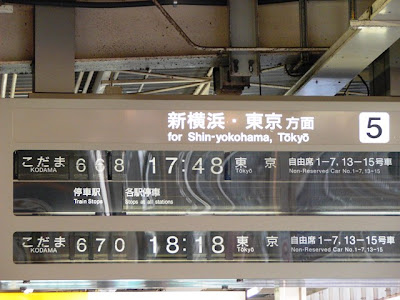 新横浜・東京方面 5
for Shin-yokohama, Tōkyō
こだま 668 17:48 東京 自由席1-7, 13-15号車
KODAMA Tōkyō Non-Reserved Car No.1-7, 13-15
停車駅 各駅停車
Train Stops Stops at all stations
こだま 670 18:18 東京 自由席1-7, 13-15号車
KODAMA Tōkyō Non-Reserved Car No.1-7, 13-15